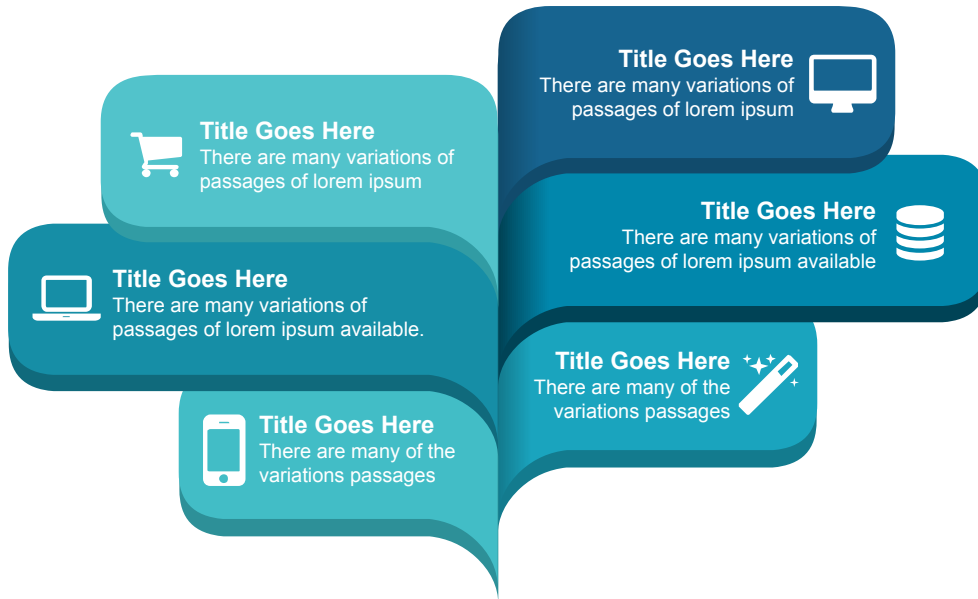 Title Goes Here
There are many variations of
passages of lorem ipsum
Title Goes Here
There are many variations of
passages of lorem ipsum available.
Title Goes Here
There are many of the
variations passages
Title Goes Here
There are many variations of
passages of lorem ipsum
Title Goes Here
There are many variations of
passages of lorem ipsum available
Title Goes Here
There are many of the
variations passages